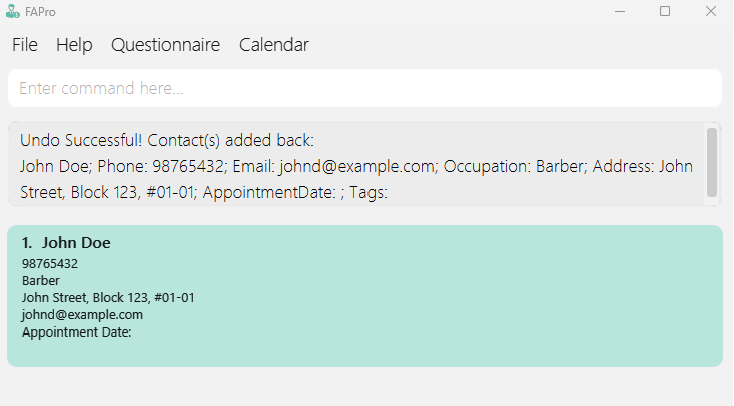 FAPro
File Help Questionnaire Calendar
Enter command here...
Undo Successful! Contact(s) added back:
John Doe; Phone: 98765432; Email: johnd@example.com; Occupation: Barber; Address: John
Street, Block 123, #01-01; AppointmentDate: ; Tags:
1. John Doe
98765432
Barber
John Street, Block 123, #01-01
johnd@example.com
Appointment Date: